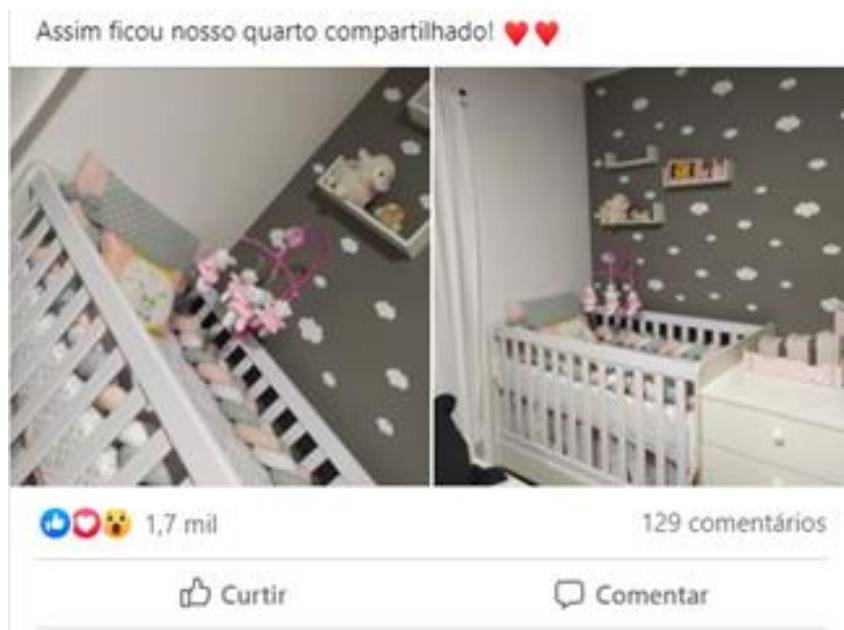 Assim ficou nosso quarto compartilhado! ❤️❤️
1,7 mil
129 comentários
Curtir
Comentar